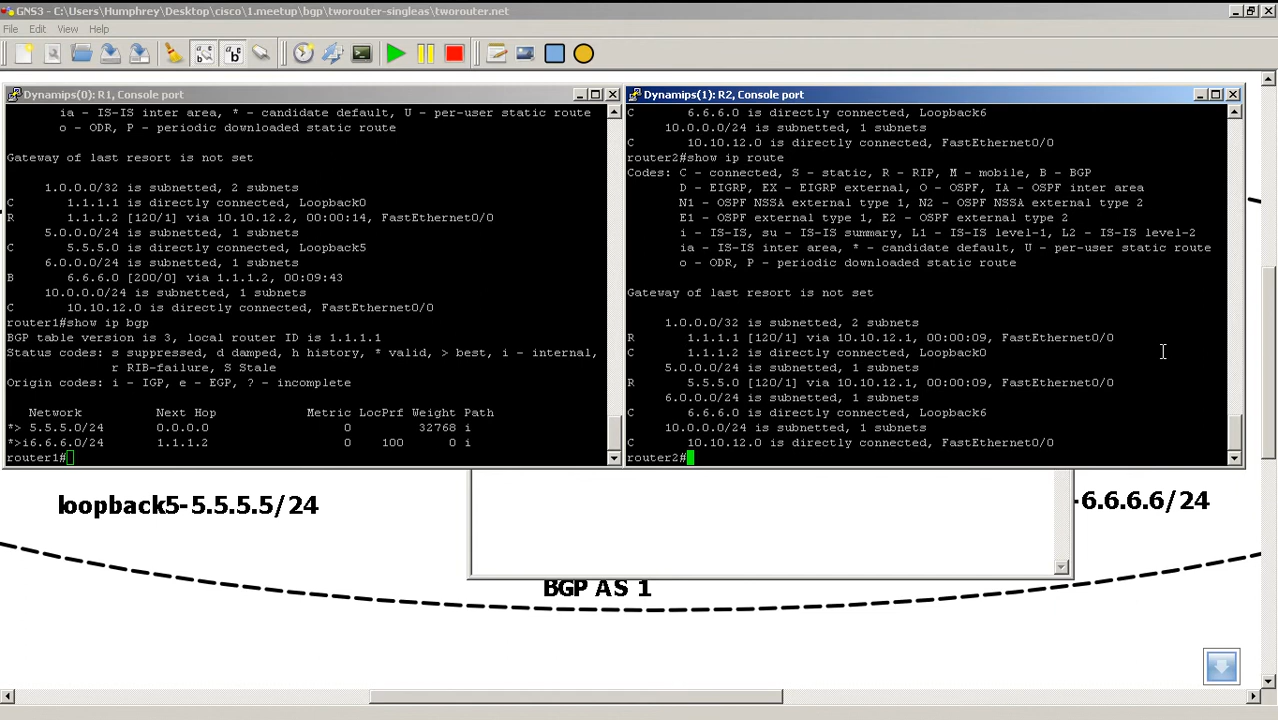 GNS3 - C:\Users\Humphrey\Desktop\cisco\1.meetup\bgp\tworouter-singleas\tworouter.net
File Edit View Help
Dynamips(0): R1, Console port
ia - IS-IS inter area, * - candidate default, U - per-user static route
o - ODR, P - periodic downloaded static route
Gateway of last resort is not set
1.0.0.0/32 is subnetted, 2 subnets
C 1.1.1.1 is directly connected, Loopback0
R 1.1.1.2 [120/1] via 10.10.12.2, 00:00:14, FastEthernet0/0
5.0.0.0/24 is subnetted, 1 subnets
C 5.5.5.0 is directly connected, Loopback5
6.0.0.0/24 is subnetted, 1 subnets
B 6.6.6.0 [200/0] via 1.1.1.2, 00:09:43
10.0.0.0/24 is subnetted, 1 subnets
C 10.10.12.0 is directly connected, FastEthernet0/0
router1#show ip bgp
BGP table version is 3, local router ID is 1.1.1.1
Status codes: s suppressed, d damped, h history, * valid, > best, i - internal,
r RIB-failure, S Stale
Origin codes: i - IGP, e - EGP, ? - incomplete
Network Next Hop Metric LocPrf Weight Path
*> 5.5.5.0/24 0.0.0.0 0 32768 i
*>i6.6.6.0/24 1.1.1.2 0 100 0 i
router1#
Dynamips(1): R2, Console port
C 6.6.6.0 is directly connected, Loopback6
10.0.0.0/24 is subnetted, 1 subnets
C 10.10.12.0 is directly connected, FastEthernet0/0
router2#show ip route
Codes: C - connected, S - static, R - RIP, M - mobile, B - BGP
D - EIGRP, EX - EIGRP external, O - OSPF, IA - OSPF inter area
N1 - OSPF NSSA external type 1, N2 - OSPF NSSA external type 2
E1 - OSPF external type 1, E2 - OSPF external type 2
i - IS-IS, su - IS-IS summary, L1 - IS-IS level-1, L2 - IS-IS level-2
ia - IS-IS inter area, * - candidate default, U - per-user static route
o - ODR, P - periodic downloaded static route
Gateway of last resort is not set
1.0.0.0/32 is subnetted, 2 subnets
R 1.1.1.1 [120/1] via 10.10.12.1, 00:00:09, FastEthernet0/0
C 1.1.1.2 is directly connected, Loopback0
5.0.0.0/24 is subnetted, 1 subnets
R 5.5.5.0 [120/1] via 10.10.12.1, 00:00:09, FastEthernet0/0
6.0.0.0/24 is subnetted, 1 subnets
C 6.6.6.0 is directly connected, Loopback6
10.0.0.0/24 is subnetted, 1 subnets
C 10.10.12.0 is directly connected, FastEthernet0/0
router2#
loopback5-5.5.5.5/24
-6.6.6.6/24
BGP AS 1